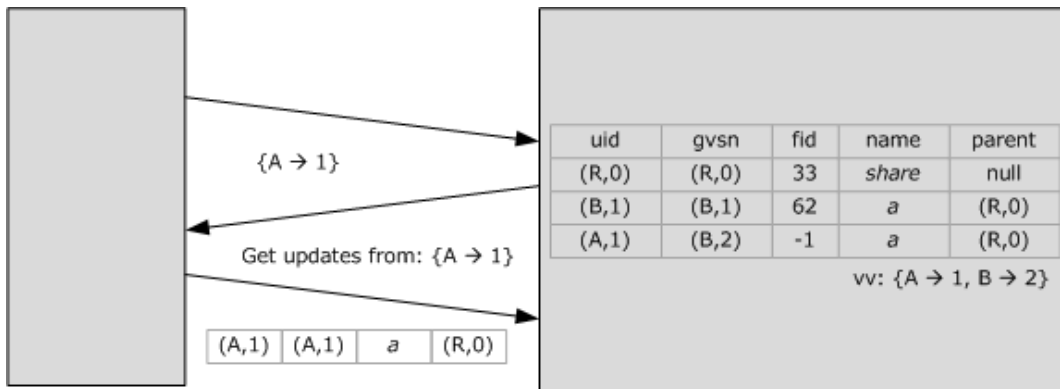 {A → 1}
Get updates from: {A → 1}
(A,1) (A,1) a (R,0)
uid gvsn fid name parent
(R,0) (R,0) 33 share null
(B,1) (B,1) 62 a (R,0)
(A,1) (B,2) -1 a (R,0)
vv: {A → 1, B → 2}